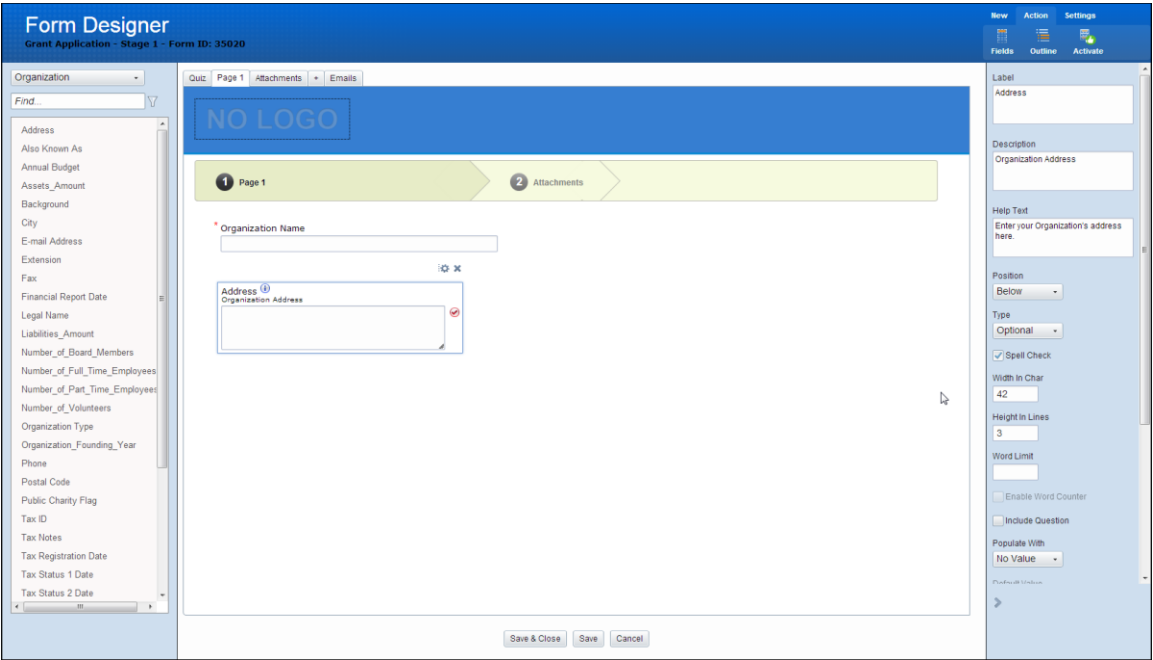 Form Designer
Grant Application - Stage 1 - Form ID: 35020
New Action Settings
Fields Outline Activate
Organization
Find...
Address
Also Known As
Annual Budget
Assets_Amount
Background
City
E-mail Address
Extension
Fax
Financial Report Date
Legal Name
Liabilities_Amount
Number_of_Board_Members
Number_of_Full_Time_Employees
Number_of_Part_Time_Employees
Number_of_Volunteers
Organization Type
Organization_Founding_Year
Phone
Postal Code
Public Charity Flag
Tax ID
Tax Notes
Tax Registration Date
Tax Status 1 Date
Tax Status 2 Date
Quiz Page 1 Attachments + Emails
NO LOGO
1 Page 1 2 Attachments
* Organization Name
Address
Organization Address
Save & Close Save Cancel
Label
Address
Description
Organization Address
Help Text
Enter your Organization's address
here.
Position
Below
Type
Optional
Spell Check
Width In Char
42
Height In Lines
3
Word Limit
Enable Word Counter
Include Question
Populate With
No Value
Default Value